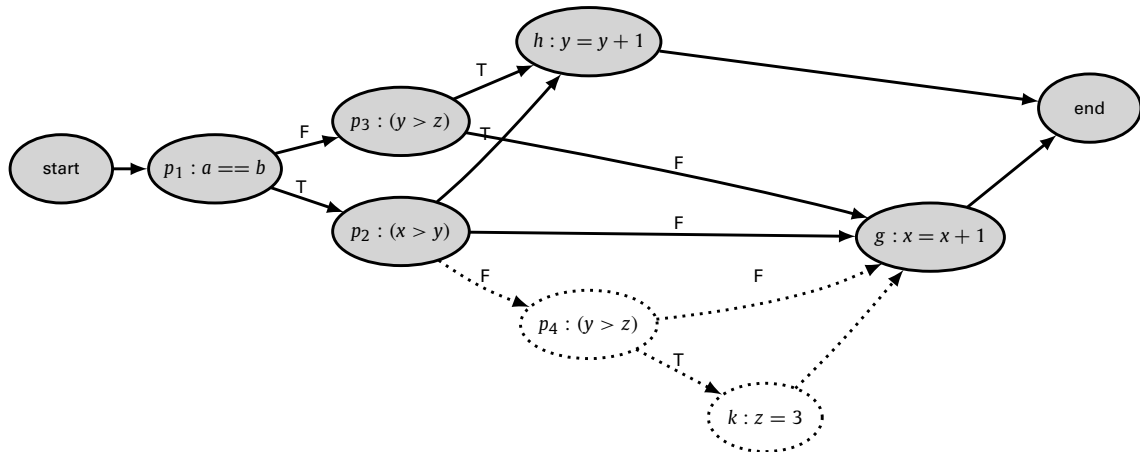 h : y = y + 1
T
end
p₃ : (y > z)
F
T
start
p₁ : a == b
F
T
p₂ : (x > y)
F
g : x = x + 1
F
F
p₄ : (y > z)
T
k : z = 3